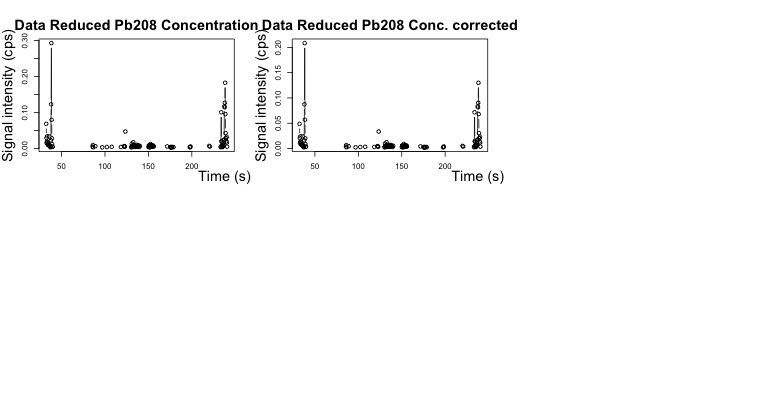 Data Reduced Pb208 Concentration
Signal intensity (cps)
0.00 0.10 0.20 0.30
50 100 150 200
Time (s)
Data Reduced Pb208 Conc. corrected
Signal intensity (cps)
0.00 0.05 0.10 0.15 0.20
50 100 150 200
Time (s)